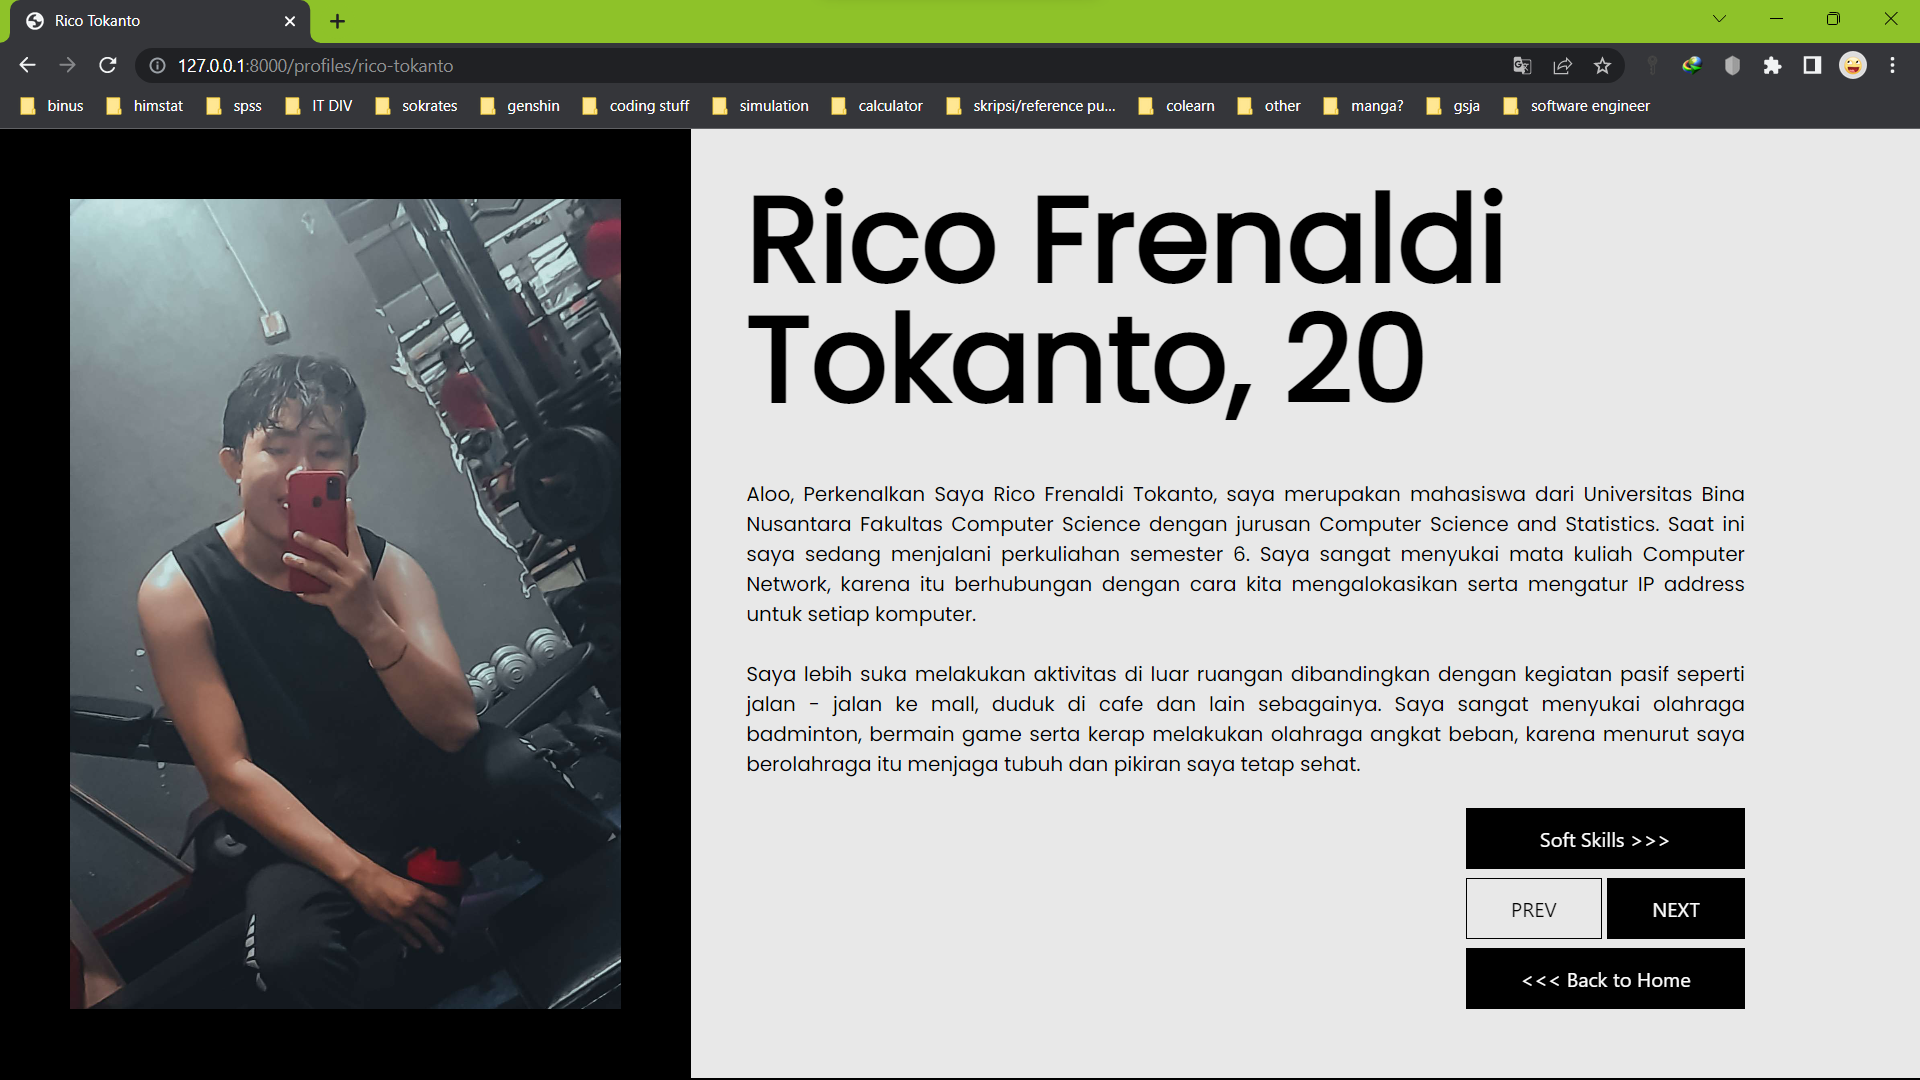 Rico Tokanto
127.0.0.1:8000/profiles/rico-tokanto
binus himstat spss IT DIV sokrates genshin coding stuff simulation calculator skripsi/reference pu... colearn other manga? gsja software engineer
Rico Frenaldi
Tokanto, 20
Aloo, Perkenalkan Saya Rico Frenaldi Tokanto, saya merupakan mahasiswa dari Universitas Bina
Nusantara Fakultas Computer Science dengan jurusan Computer Science and Statistics. Saat ini
saya sedang menjalani perkuliahan semester 6. Saya sangat menyukai mata kuliah Computer
Network, karena itu berhubungan dengan cara kita mengalokasikan serta mengatur IP address
untuk setiap komputer.
Saya lebih suka melakukan aktivitas di luar ruangan dibandingkan dengan kegiatan pasif seperti
jalan - jalan ke mall, duduk di cafe dan lain sebagainya. Saya sangat menyukai olahraga
badminton, bermain game serta kerap melakukan olahraga angkat beban, karena menurut saya
berolahraga itu menjaga tubuh dan pikiran saya tetap sehat.
Soft Skills >>>
PREV NEXT
<<< Back to Home